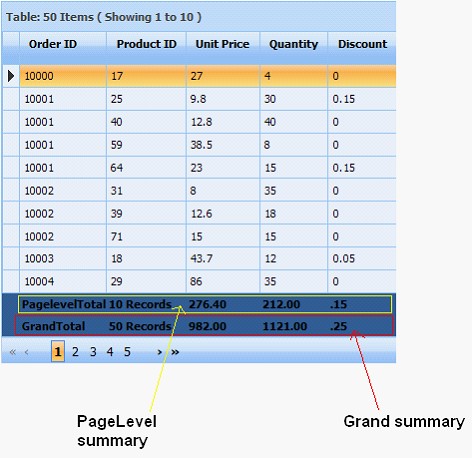 Table: 50 Items ( Showing 1 to 10 )
Order ID Product ID Unit Price Quantity Discount
10000 17 27 4 0
10001 25 9.8 30 0.15
10001 40 12.8 40 0
10001 59 38.5 8 0
10001 64 23 15 0.15
10002 31 8 35 0
10002 39 12.6 18 0
10002 71 15 15 0
10003 18 43.7 12 0.05
10004 29 86 35 0
PagelevelTotal 10 Records 276.40 212.00 .15
GrandTotal 50 Records 982.00 1121.00 .25
« ‹ 1 2 3 4 5 › »
PageLevel
summary
Grand summary